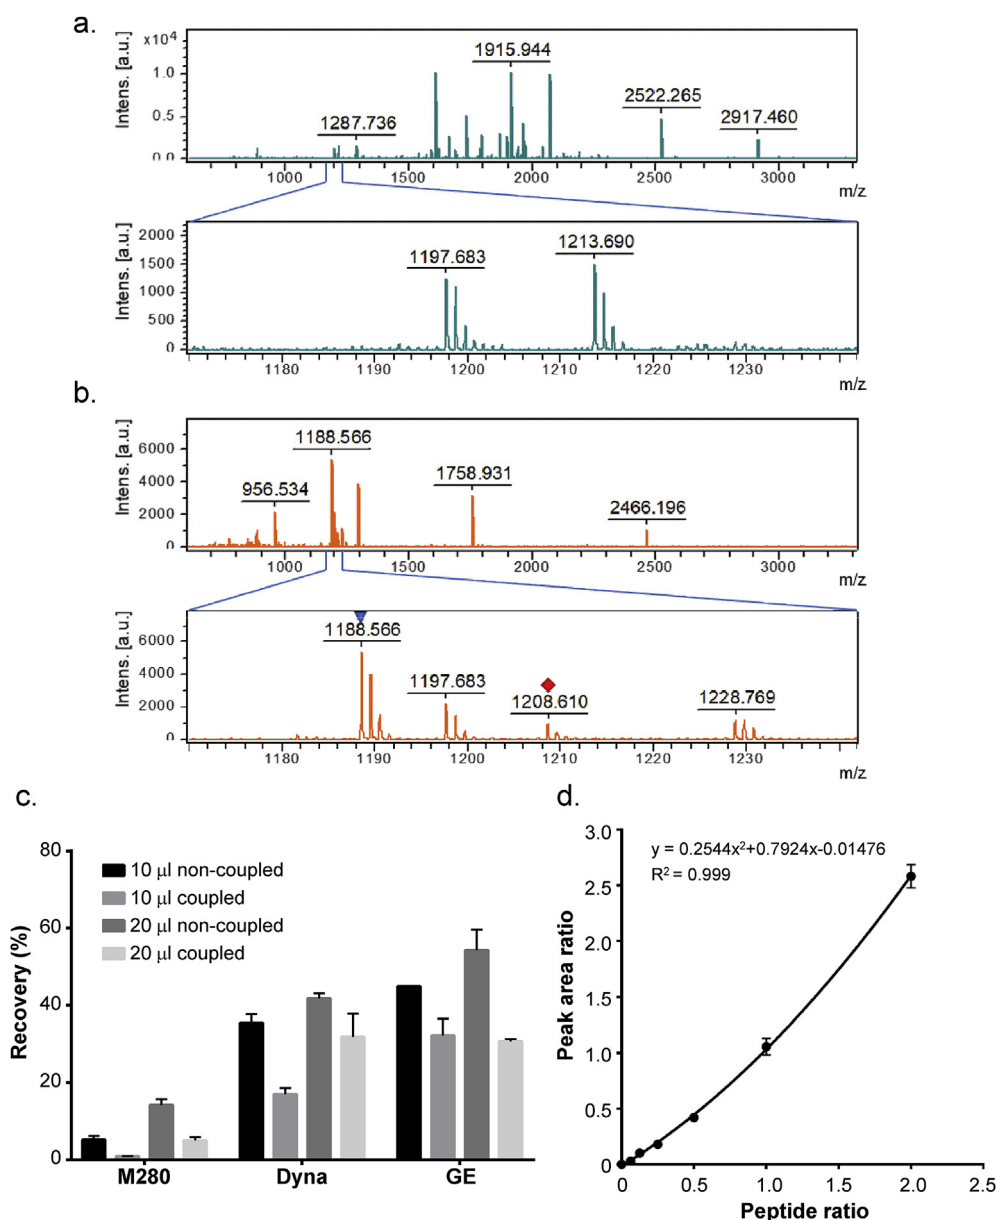 a.
Intens. [a.u.]
x10⁴
1.0
0.5
0.0
1287.736
1915.944
2522.265
2917.460
1000
1500
2000
2500
3000
m/z
Intens. [a.u.]
2000
1500
1000
500
0
1197.683
1213.690
1180
1190
1200
1210
1220
1230
m/z
b.
Intens. [a.u.]
6000
4000
2000
0
956.534
1188.566
1758.931
2466.196
1000
1500
2000
2500
3000
m/z
Intens. [a.u.]
6000
4000
2000
0
1188.566
1197.683
1208.610
1228.769
1180
1190
1200
1210
1220
1230
m/z
c.
Recovery (%)
80
60
40
20
0
10 µl non-coupled
10 µl coupled
20 µl non-coupled
20 µl coupled
M280
Dyna
GE
d.
Peak area ratio
3.0
2.5
2.0
1.5
1.0
0.5
0
y = 0.2544x²+0.7924x-0.01476
R² = 0.999
0
0.5
1.0
1.5
2.0
2.5
Peptide ratio